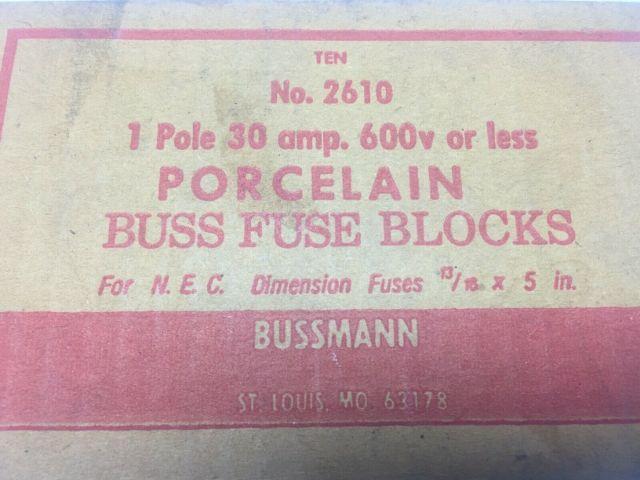 TEN
No. 2610
1 Pole 30 amp. 600v or less
PORCELAIN
BUSS FUSE BLOCKS
For N. E. C. Dimension Fuses 13/16 x 5 in.
BUSSMANN
ST. LOUIS, MO. 63178